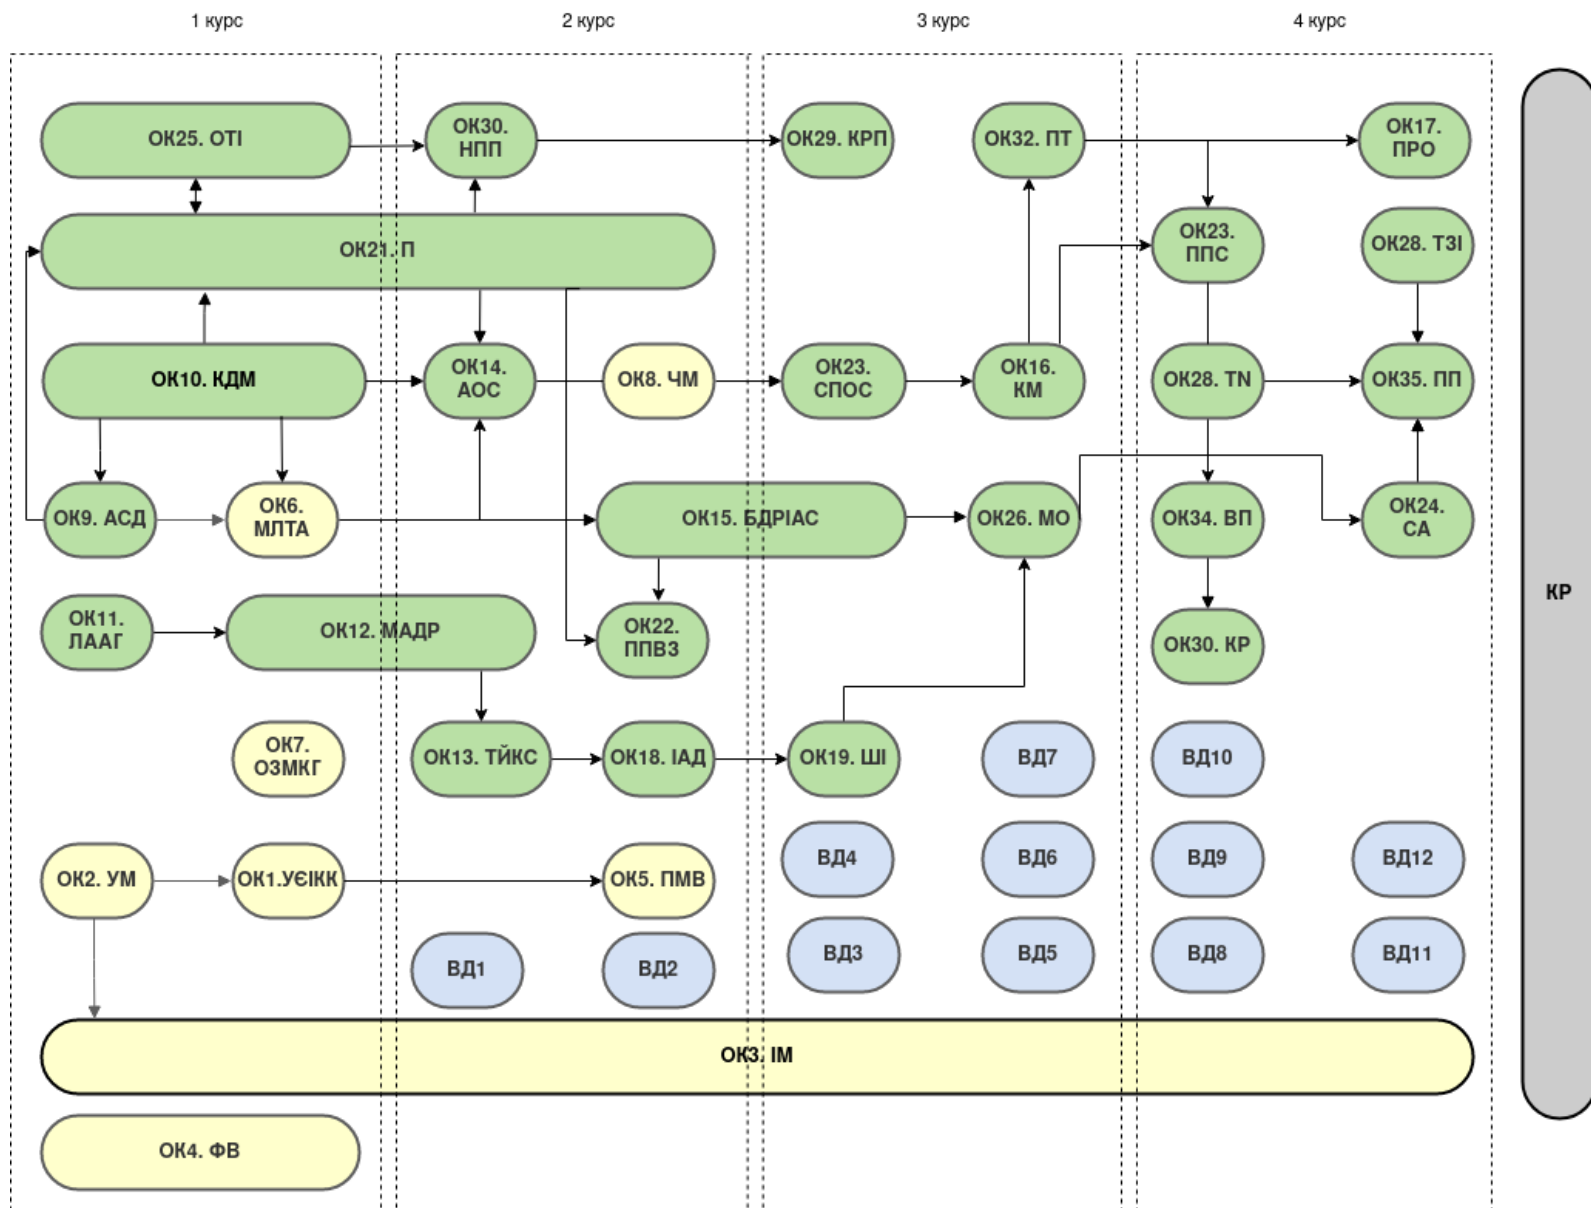 1 курс
2 курс
3 курс
4 курс
ОК25. ОТІ
ОК30.
НПП
ОК29. КРП
ОК32. ПТ
ОК17.
ПРО
ОК21. П
ОК23.
ППС
ОК28. ТЗІ
ОК10. КДМ
ОК14.
АОС
ОК8. ЧМ
ОК23.
СПОС
ОК16.
КМ
ОК28. TN
ОК35. ПП
ОК9. АСД
ОК6.
МЛТА
ОК15. БДРІАС
ОК26. МО
ОК34. ВП
ОК24.
СА
ОК11.
ЛААГ
ОК12. МАДР
ОК22.
ППВЗ
ОК30. КР
КР
ОК7.
ОЗМКГ
ОК13. ТЙКС
ОК18. ІАД
ОК19. ШІ
ВД7
ВД10
ОК2. УМ
ОК1.УЄІКК
ОК5. ПМВ
ВД4
ВД6
ВД9
ВД12
ВД1
ВД2
ВД3
ВД5
ВД8
ВД11
ОК3. ІМ
ОК4. ФВ